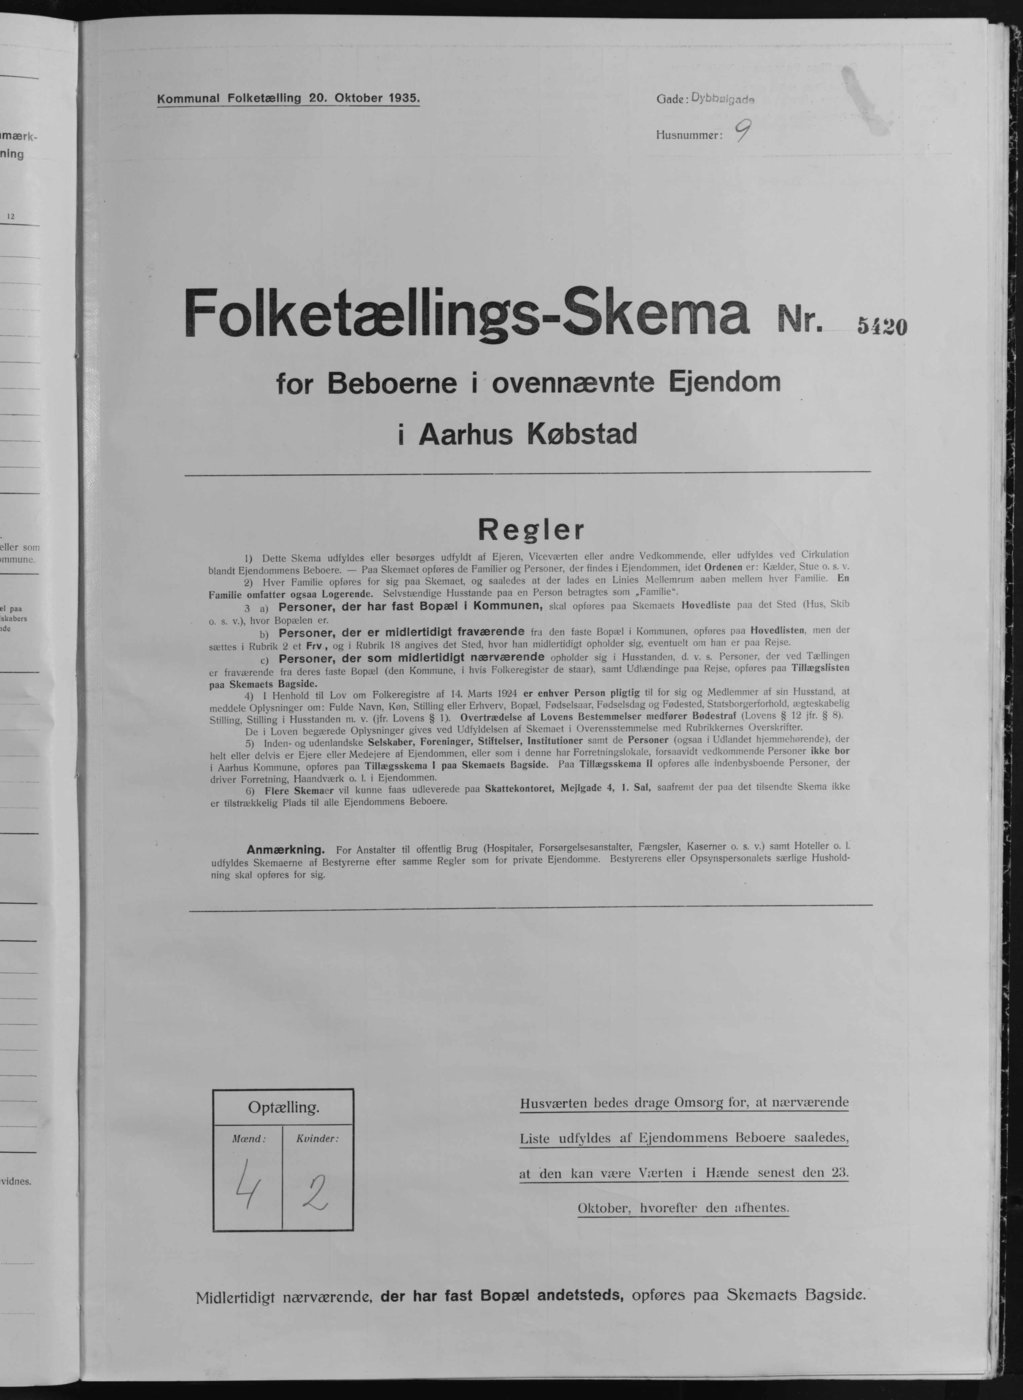 mærk-
ning
12
eller som
ommune.
el paa
lskabers
nde
vidnes.
Kommunal Folketælling 20. Oktober 1935.
Gade: Dybbølgade
Husnummer: 9
Folketællings-Skema Nr. 5420
for Beboerne i ovennævnte Ejendom
i Aarhus Købstad
Regler
1) Dette Skema udfyldes eller besørges udfyldt af Ejeren, Viceværten eller andre Vedkommende, eller udfyldes ved Cirkulation
blandt Ejendommens Beboere. — Paa Skemaet opføres de Familier og Personer, der findes i Ejendommen, idet Ordenen er: Kælder, Stue o. s. v.
2) Hver Familie opføres for sig paa Skemaet, og saaledes at der lades en Linies Mellemrum aaben mellem hver Familie. En
Familie omfatter ogsaa Logerende. Selvstændige Husstande paa en Person betragtes som „Familie“.
3 a) Personer, der har fast Bopæl i Kommunen, skal opføres paa Skemaets Hovedliste paa det Sted (Hus, Skib
o. s. v.), hvor Bopælen er.
b) Personer, der er midlertidigt fraværende fra den faste Bopæl i Kommunen, opføres paa Hovedlisten, men der
sættes i Rubrik 2 et Frv, og i Rubrik 18 angives det Sted, hvor han midlertidigt opholder sig, eventuelt om han er paa Rejse.
c) Personer, der som midlertidigt nærværende opholder sig i Husstanden, d. v. s. Personer, der ved Tællingen
er fraværende fra deres faste Bopæl (den Kommune, i hvis Folkeregister de staar), samt Udlændinge paa Rejse, opføres paa Tillægslisten
paa Skemaets Bagside.
4) I Henhold til Lov om Folkeregistre af 14. Marts 1924 er enhver Person pligtig til for sig og Medlemmer af sin Husstand, at
meddele Oplysninger om: Fulde Navn, Køn, Stilling eller Erhverv, Bopæl, Fødselsaar, Fødselsdag og Fødested, Statsborgerforhold, ægteskabelig
Stilling, Stilling i Husstanden m. v. (jfr. Lovens § 1). Overtrædelse af Lovens Bestemmelser medfører Bødestraf (Lovens § 12 jfr. § 8).
De i Loven begærede Oplysninger gives ved Udfyldelsen af Skemaet i Overensstemmelse med Rubrikkernes Overskrifter.
5) Inden- og udenlandske Selskaber, Foreninger, Stiftelser, Institutioner samt de Personer (ogsaa i Udlandet hjemmehørende), der
helt eller delvis er Ejere eller Medejere af Ejendommen, eller som i denne har Forretningslokale, forsaavidt vedkommende Personer ikke bor
i Aarhus Kommune, opføres paa Tillægsskema I paa Skemaets Bagside. Paa Tillægsskema II opføres alle indenbysboende Personer, der
driver Forretning, Haandværk o. l. i Ejendommen.
6) Flere Skemaer vil kunne faas udleverede paa Skattekontoret, Mejlgade 4, 1. Sal, saafremt der paa det tilsendte Skema ikke
er tilstrækkelig Plads til alle Ejendommens Beboere.
Anmærkning. For Anstalter til offentlig Brug (Hospitaler, Forsørgelsesanstalter, Fængsler, Kaserner o. s. v.) samt Hoteller o. l.
udfyldes Skemaerne af Bestyrerne efter samme Regler som for private Ejendomme. Bestyrerens eller Opsynspersonalets særlige Hushold-
ning skal opføres for sig.
Optælling.
Mænd: Kvinder:
4 2
Husværten bedes drage Omsorg for, at nærværende
Liste udfyldes af Ejendommens Beboere saaledes,
at den kan være Værten i Hænde senest den 23.
Oktober, hvorefter den afhentes.
Midlertidigt nærværende, der har fast Bopæl andetsteds, opføres paa Skemaets Bagside.